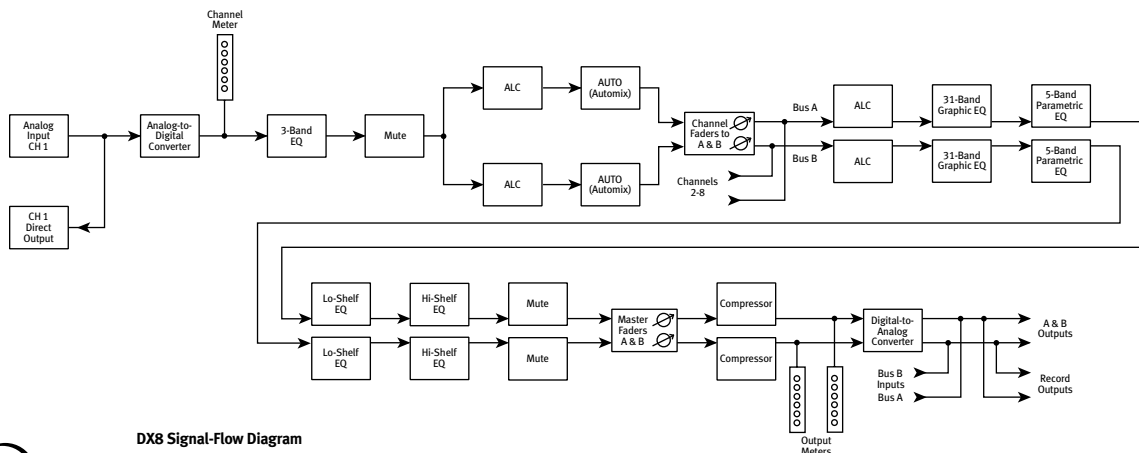 Channel
Meter
Analog
Input
CH 1
Analog-to-
Digital
Converter
3-Band
EQ
Mute
ALC
AUTO
(Automix)
ALC
AUTO
(Automix)
Channel
Faders to
A & B
Bus A
Bus B
Channels
2-8
ALC
31-Band
Graphic EQ
5-Band
Parametric
EQ
ALC
31-Band
Graphic EQ
5-Band
Parametric
EQ
CH 1
Direct
Output
Lo-Shelf
EQ
Hi-Shelf
EQ
Mute
Lo-Shelf
EQ
Hi-Shelf
EQ
Mute
Master
Faders
A & B
Compressor
Compressor
Digital-to-
Analog
Converter
A & B
Outputs
Bus B
Inputs
Bus A
Record
Outputs
Output
Meters
DX8 Signal-Flow Diagram